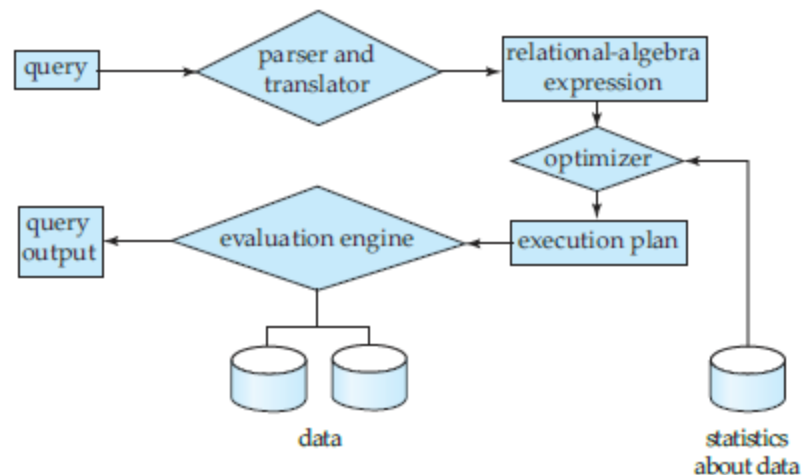 query
parser and
translator
relational-algebra
expression
optimizer
query
output
evaluation engine
execution plan
data
statistics
about data